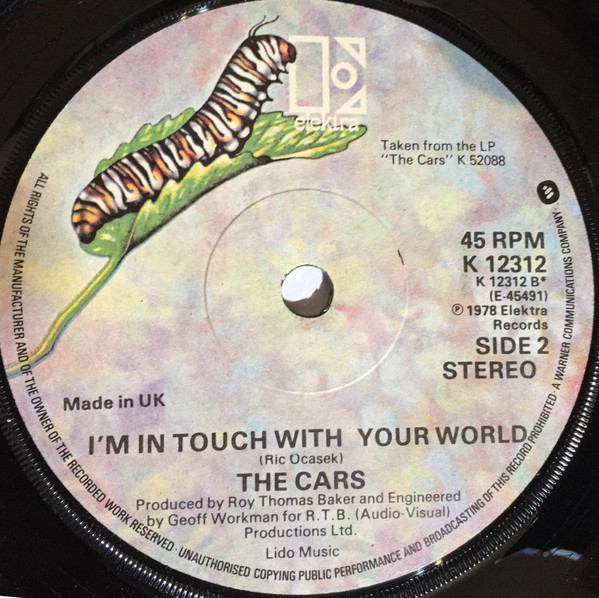 elektra
Taken from the LP
"The Cars" K 52088
45 RPM
K 12312
K 12312 B*
(E-45491)
℗ 1978 Elektra
Records
SIDE 2
STEREO
Made in UK
I'M IN TOUCH WITH YOUR WORLD
(Ric Ocasek)
THE CARS
Produced by Roy Thomas Baker and Engineered
by Geoff Workman for R.T.B. (Audio-Visual)
Productions Ltd.
Lido Music
ALL RIGHTS OF THE MANUFACTURER AND OF THE OWNER OF THE RECORDED WORK RESERVED · UNAUTHORISED COPYING PUBLIC PERFORMANCE AND BROADCASTING OF THIS RECORD PROHIBITED · A WARNER COMMUNICATIONS COMPANY ·